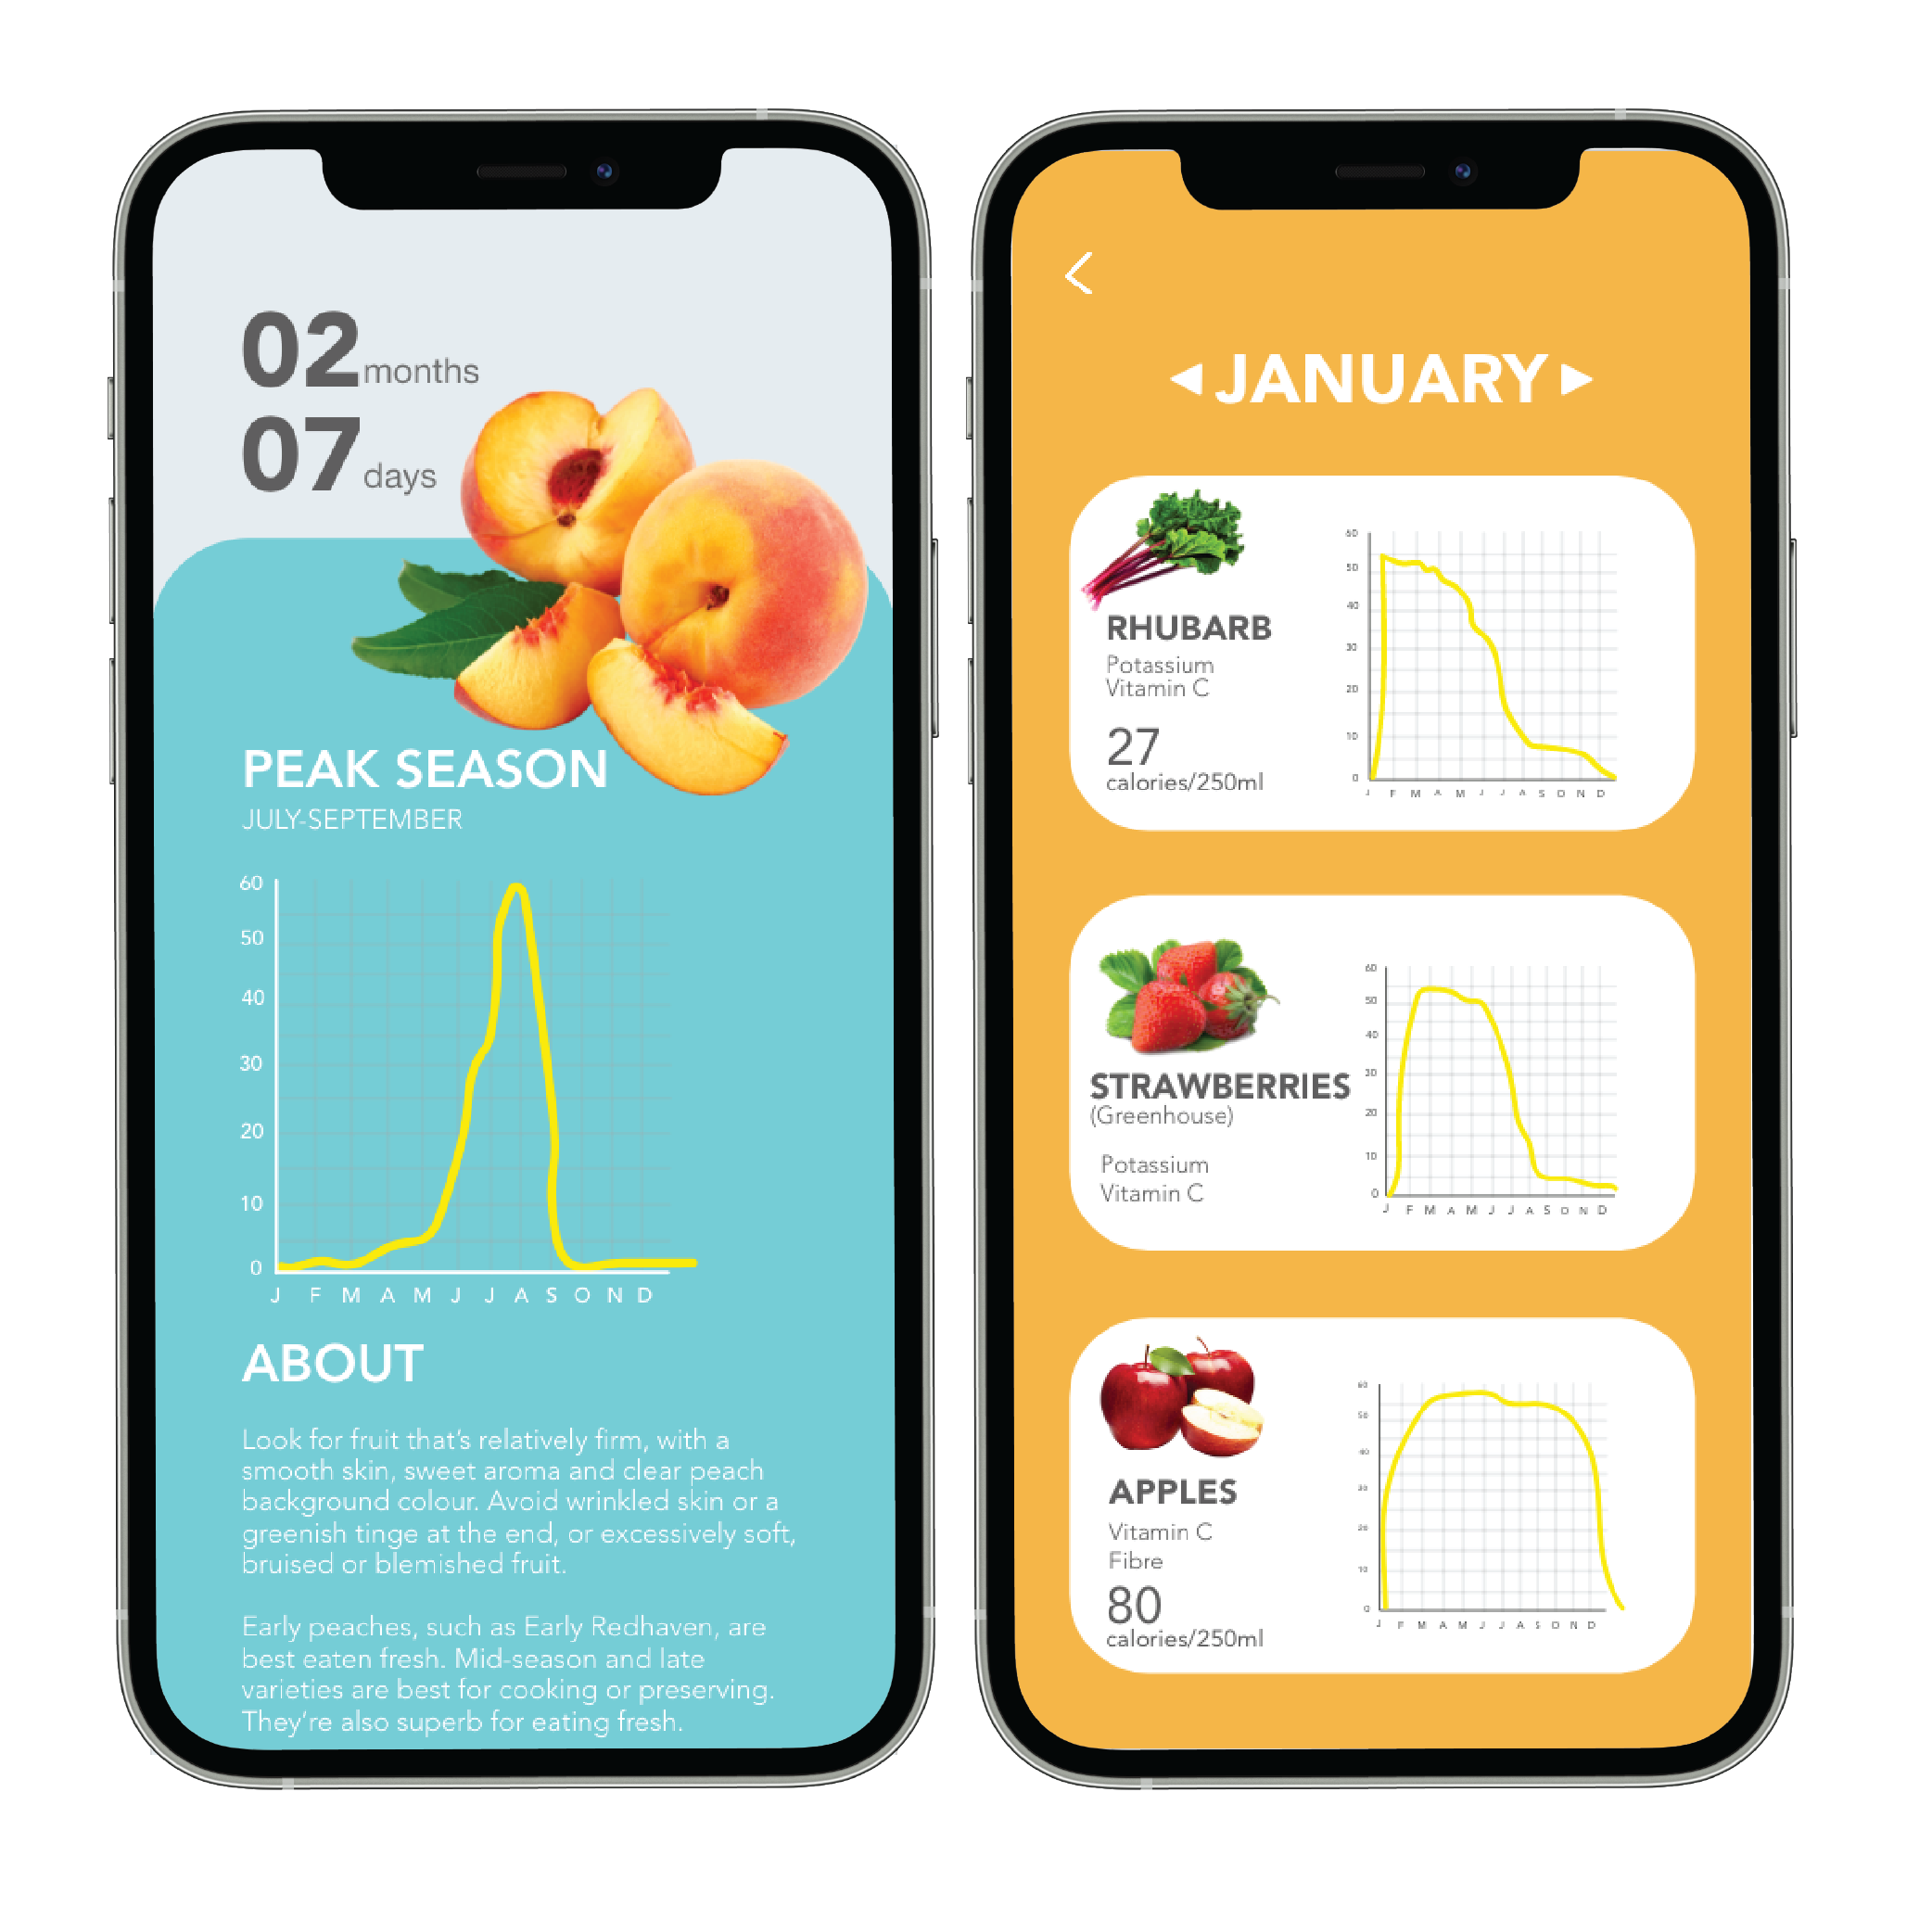 02 months
07 days
PEAK SEASON
JULY-SEPTEMBER
60
50
40
30
20
10
0
J F M A M J J A S O N D
ABOUT
Look for fruit that's relatively firm, with a
smooth skin, sweet aroma and clear peach
background colour. Avoid wrinkled skin or a
greenish tinge at the end, or excessively soft,
bruised or blemished fruit.
Early peaches, such as Early Redhaven, are
best eaten fresh. Mid-season and late
varieties are best for cooking or preserving.
They're also superb for eating fresh.
JANUARY
RHUBARB
Potassium
Vitamin C
27
calories/250ml
60
50
40
30
20
10
0
J F M A M J J A S O N D
STRAWBERRIES
(Greenhouse)
Potassium
Vitamin C
60
50
40
30
20
10
0
J F M A M J J A S O N D
APPLES
Vitamin C
Fibre
80
calories/250ml
60
50
40
30
20
10
0
J F M A M J J A S O N D